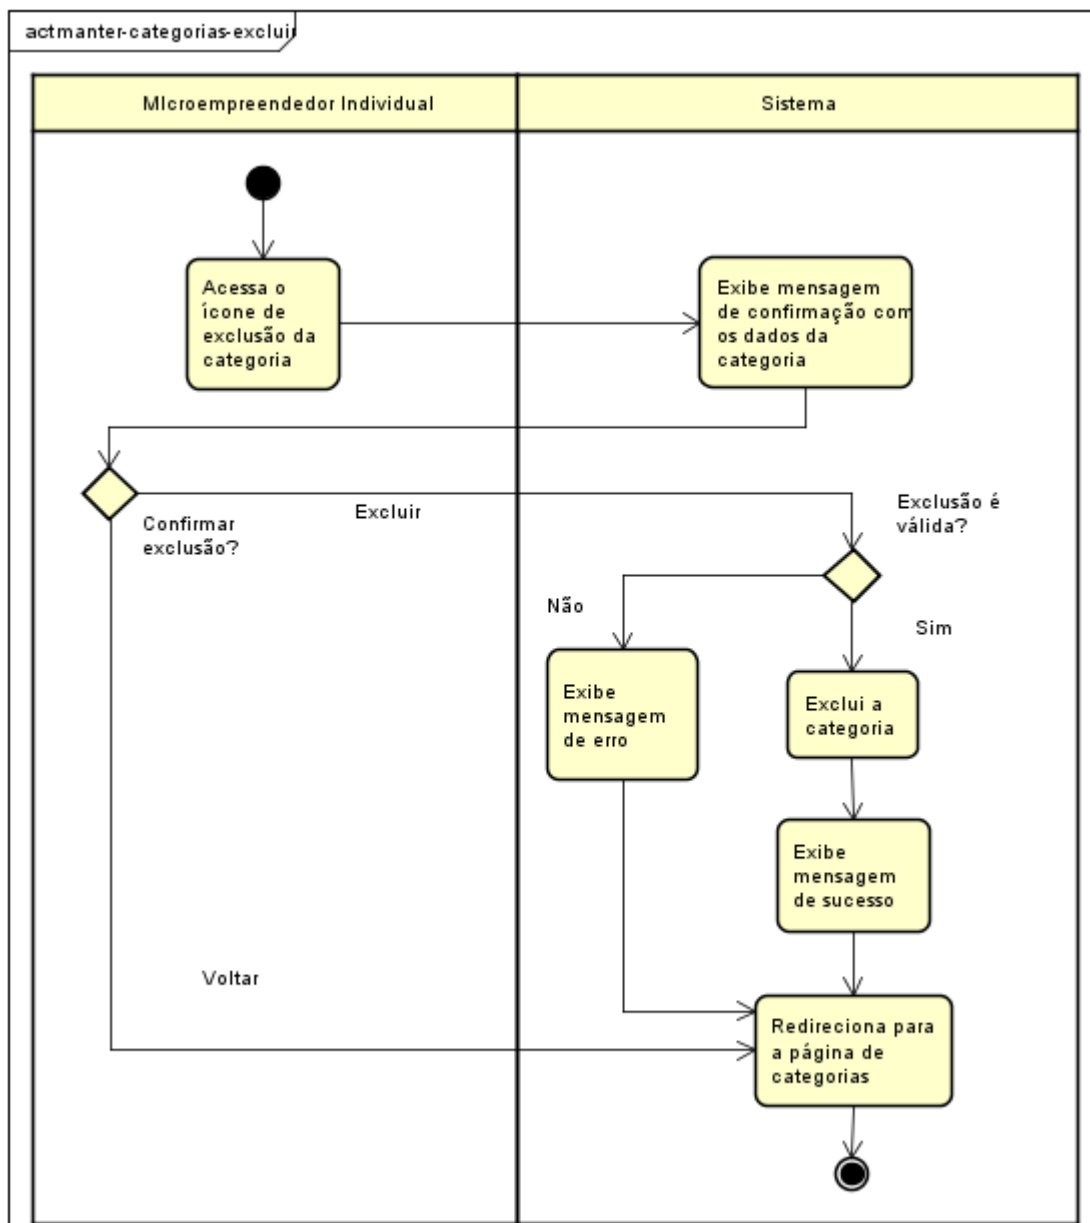 actmanter-categorias-excluir
MIcroempreendedor Individual
Sistema
Acessa o
ícone de
exclusão da
categoria
Exibe mensagem
de confirmação com
os dados da
categoria
Confirmar
exclusão?
Excluir
Exclusão é
válida?
Não
Sim
Exibe
mensagem
de erro
Exclui a
categoria
Exibe
mensagem
de sucesso
Voltar
Redireciona para
a página de
categorias